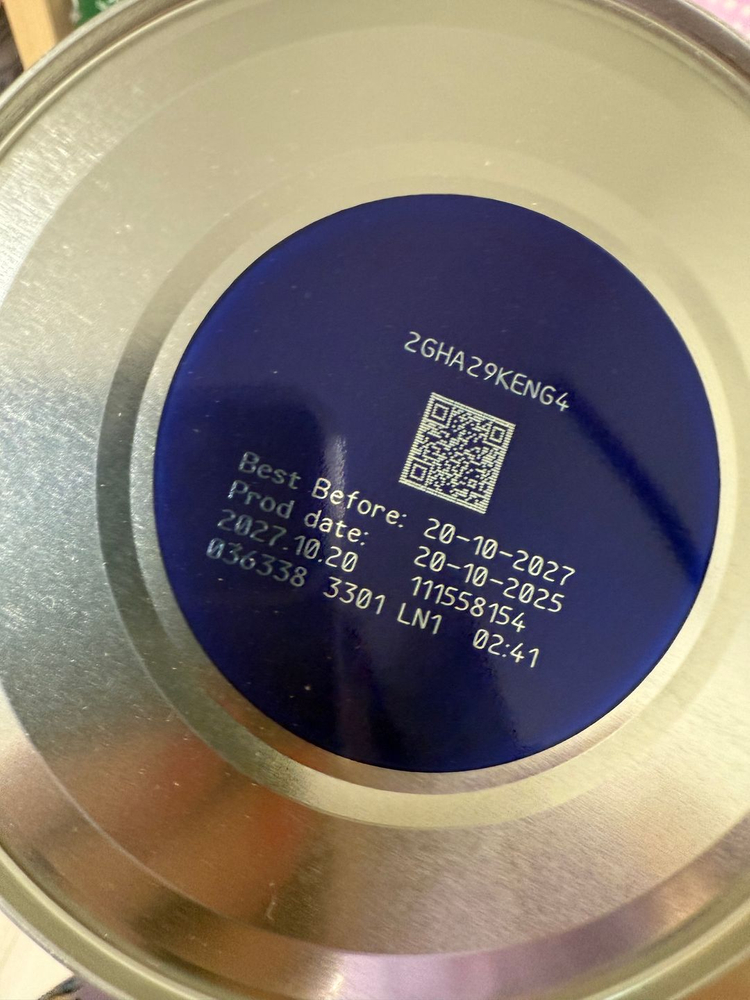 2GHA29KENG4
Best Before: 20-10-2027
Prod date: 20-10-2025
2027.10.20 111558154
036338 3301 LN1 02:41